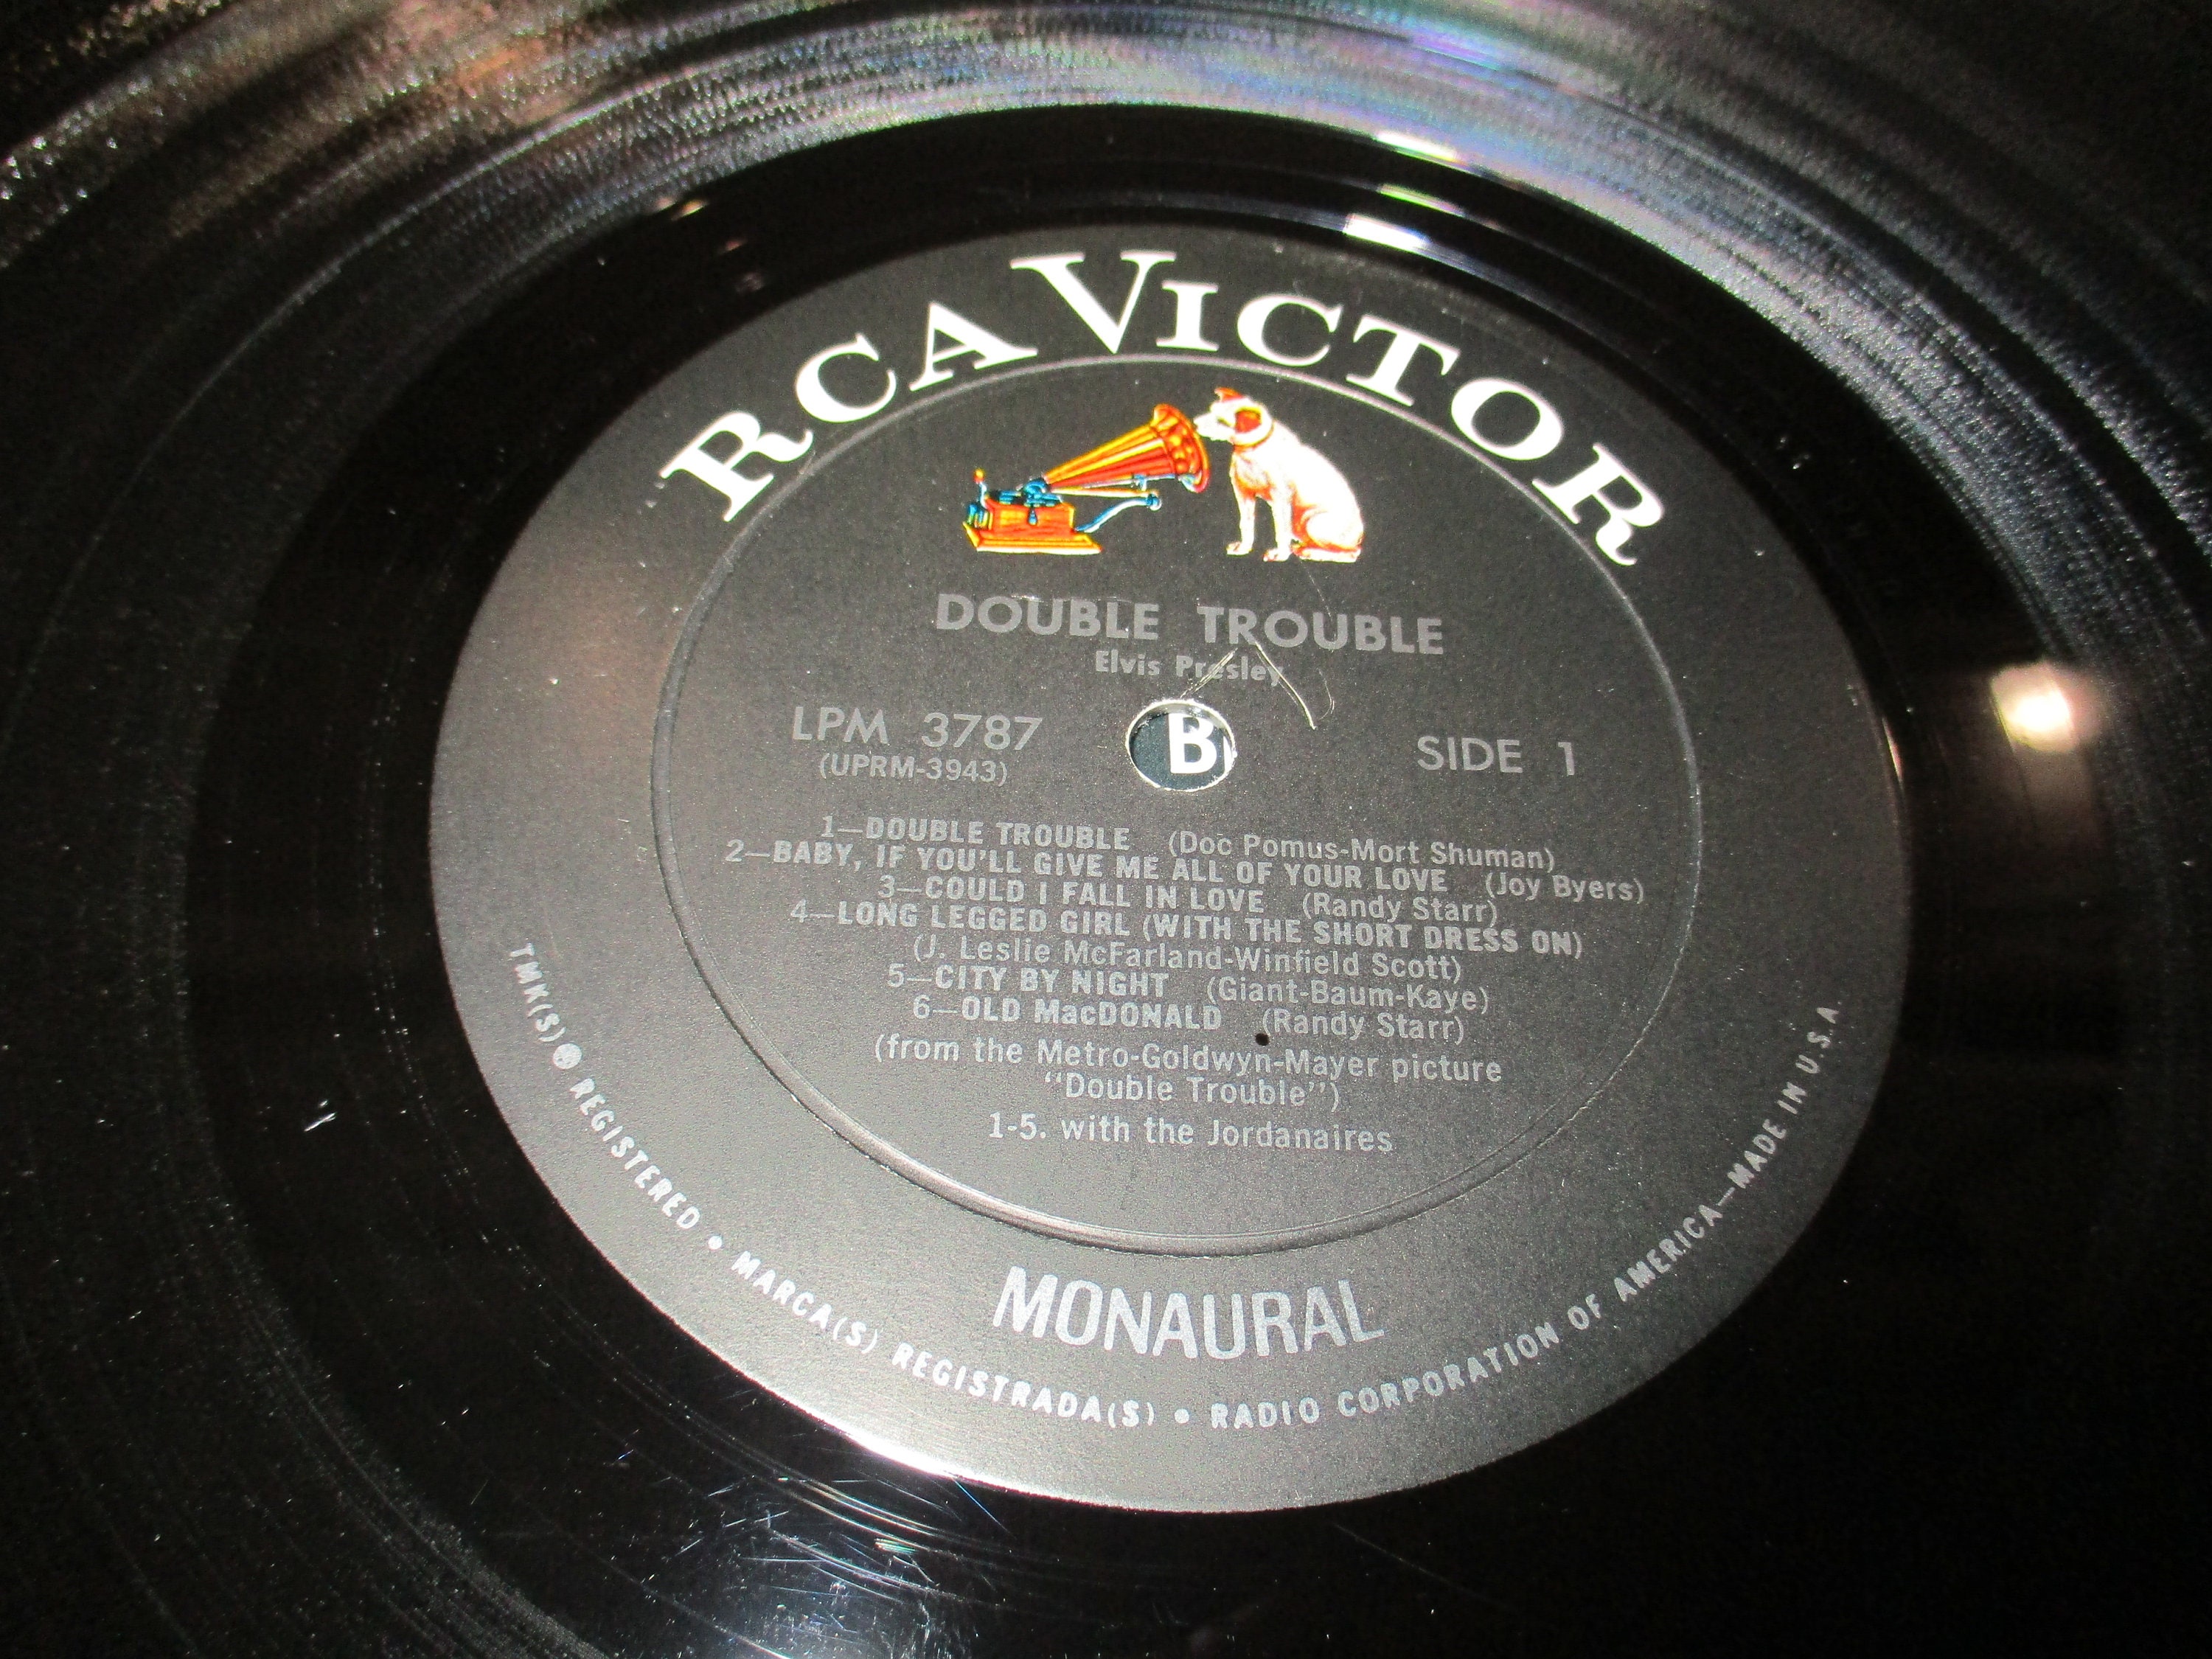 RCA VICTOR
DOUBLE TROUBLE
Elvis Presley
LPM 3787
(UPRM-3943)
B
SIDE 1
1—DOUBLE TROUBLE (Doc Pomus-Mort Shuman)
2—BABY, IF YOU'LL GIVE ME ALL OF YOUR LOVE (Joy Byers)
3—COULD I FALL IN LOVE (Randy Starr)
4—LONG LEGGED GIRL (WITH THE SHORT DRESS ON)
(J. Leslie McFarland-Winfield Scott)
5—CITY BY NIGHT (Giant-Baum-Kaye)
6—OLD MacDONALD (Randy Starr)
(from the Metro-Goldwyn-Mayer picture
"Double Trouble")
1-5. with the Jordanaires
MONAURAL
TMK(S) ® REGISTERED • MARCA(S) REGISTRADA(S) • RADIO CORPORATION OF AMERICA—MADE IN U.S.A